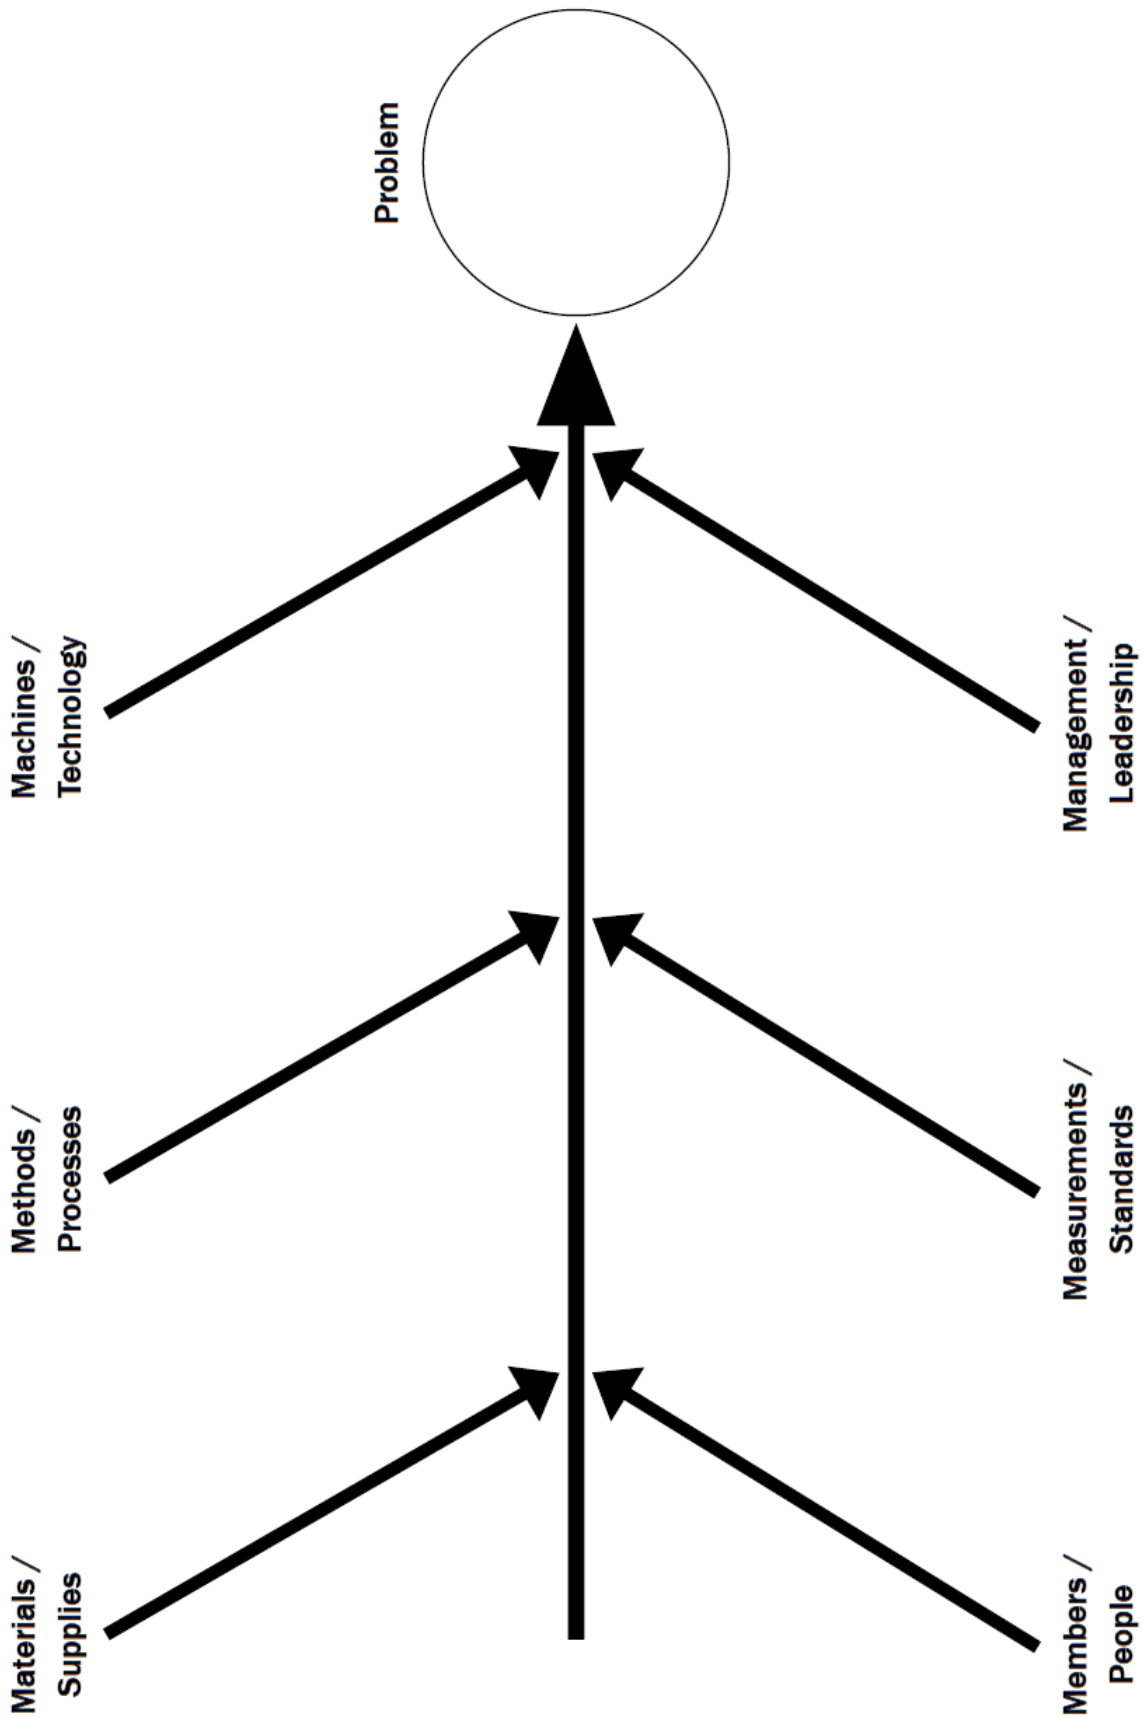 Problem
Machines /
Technology
Management /
Leadership
Methods /
Processes
Measurements /
Standards
Materials /
Supplies
Members /
People